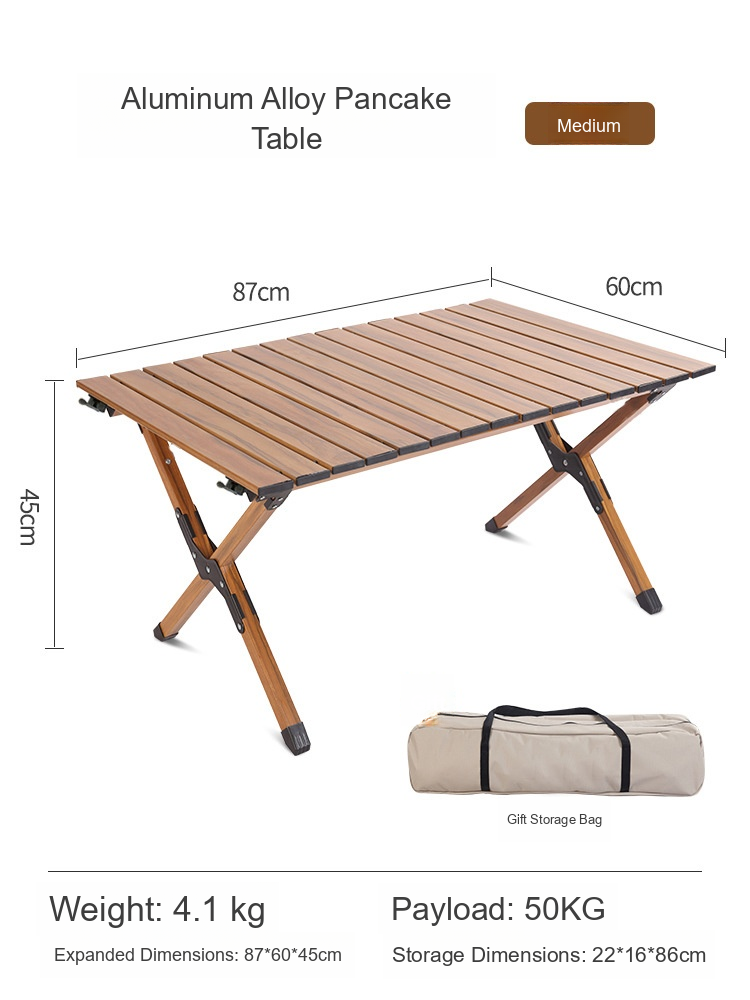 Aluminum Alloy Pancake
Table
Medium
87cm
60cm
45cm
Gift Storage Bag
Weight: 4.1 kg
Payload: 50KG
Expanded Dimensions: 87*60*45cm
Storage Dimensions: 22*16*86cm